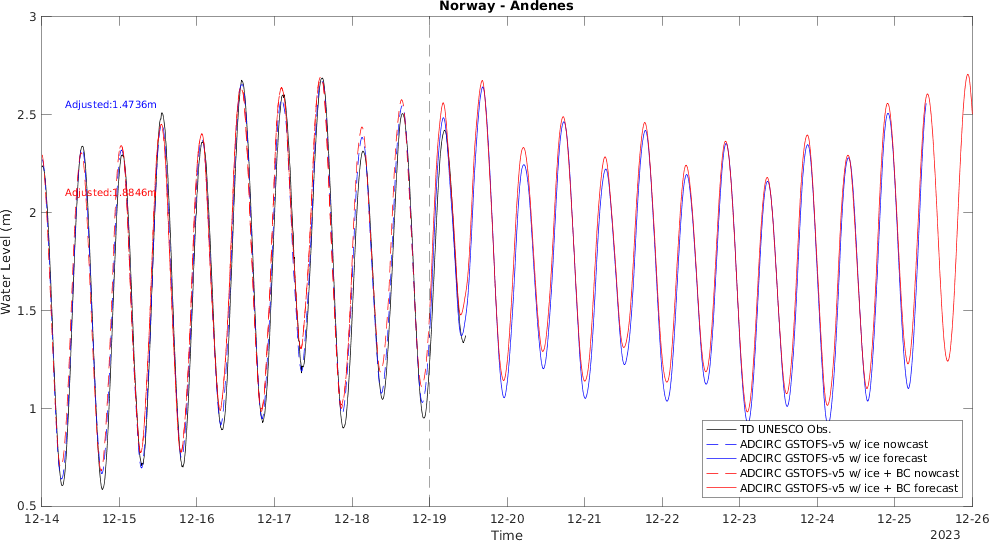 Norway - Andenes
3
2.5
2
1.5
1
0.5
Water Level (m)
Adjusted:1.4736m
Adjusted:1.8846m
TD UNESCO Obs.
ADCIRC GSTOFS-v5 w/ ice nowcast
ADCIRC GSTOFS-v5 w/ ice forecast
ADCIRC GSTOFS-v5 w/ ice + BC nowcast
ADCIRC GSTOFS-v5 w/ ice + BC forecast
12-14 12-15 12-16 12-17 12-18 12-19 12-20 12-21 12-22 12-23 12-24 12-25 12-26
Time
2023